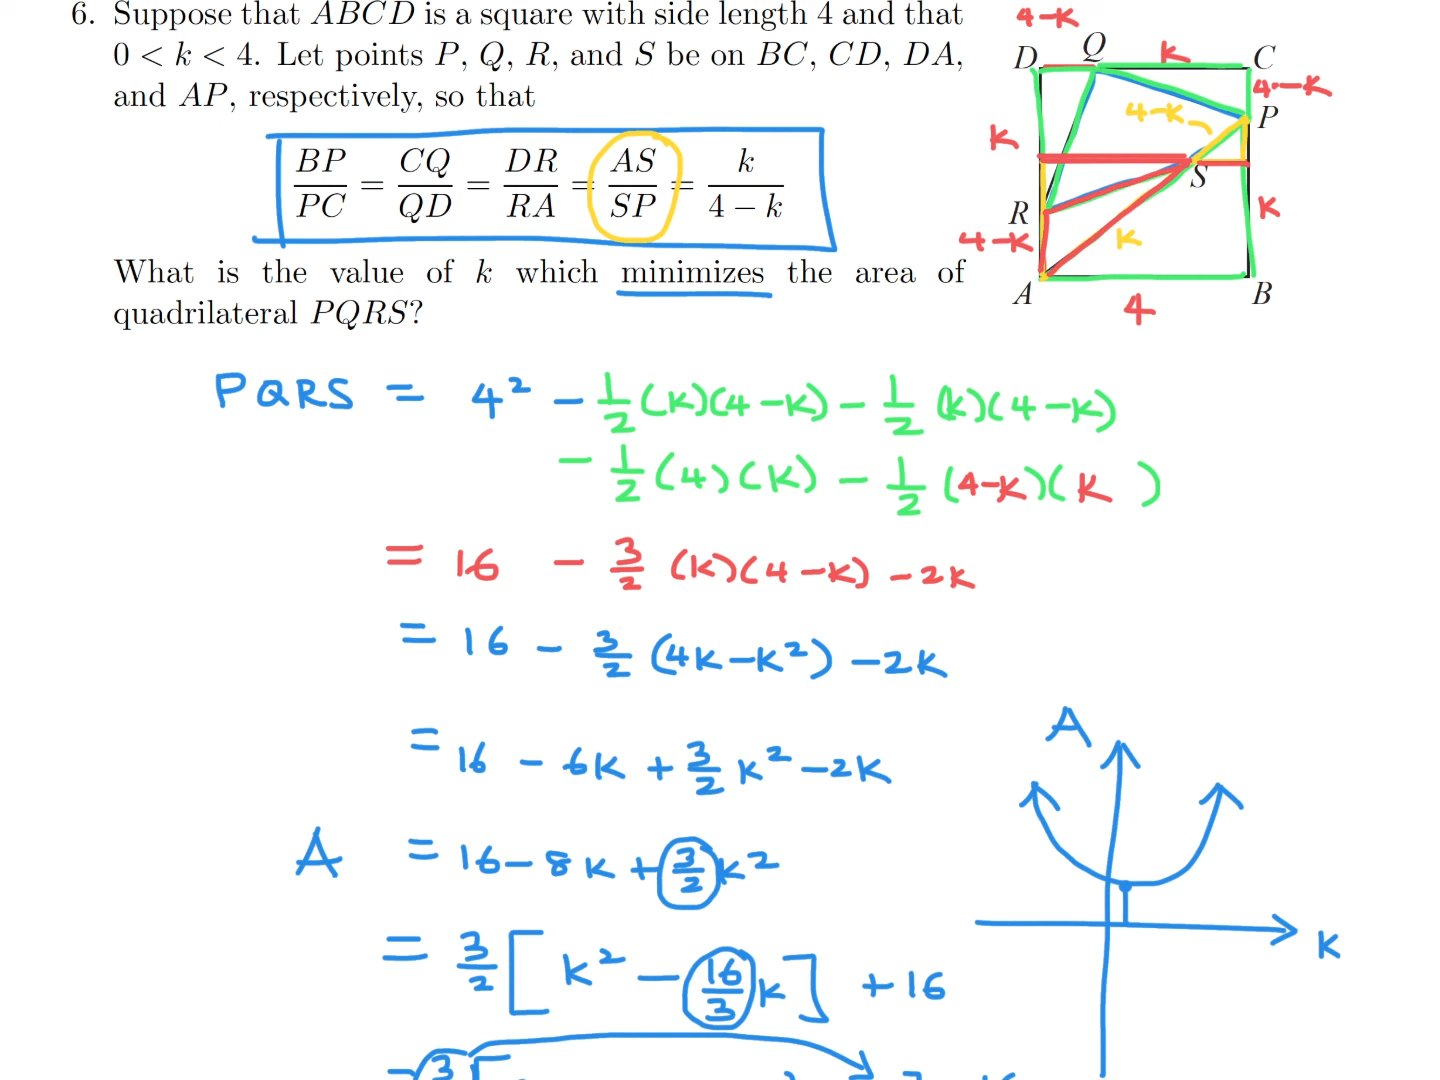 6. Suppose that ABCD is a square with side length 4 and that
0 < k < 4. Let points P, Q, R, and S be on BC, CD, DA,
and AP, respectively, so that
BP/PC = CQ/QD = DR/RA = AS/SP = k/(4 − k)
What is the value of k which minimizes the area of
quadrilateral PQRS?
4-K
D Q K C
4-K
4-K P
K
S
R K K
4-K
A B
4
PQRS = 4² - 1/2 (K)(4-K) - 1/2 (K)(4-K)
- 1/2 (4)(K) - 1/2 (4-K)(K )
= 16 - 3/2 (K)(4-K) - 2K
= 16 - 3/2 (4K-K²) - 2K
= 16 - 6K + 3/2 K² - 2K
A = 16 - 8K + 3/2 K²
= 3/2 [ K² - 16/3 K ] + 16
A
K